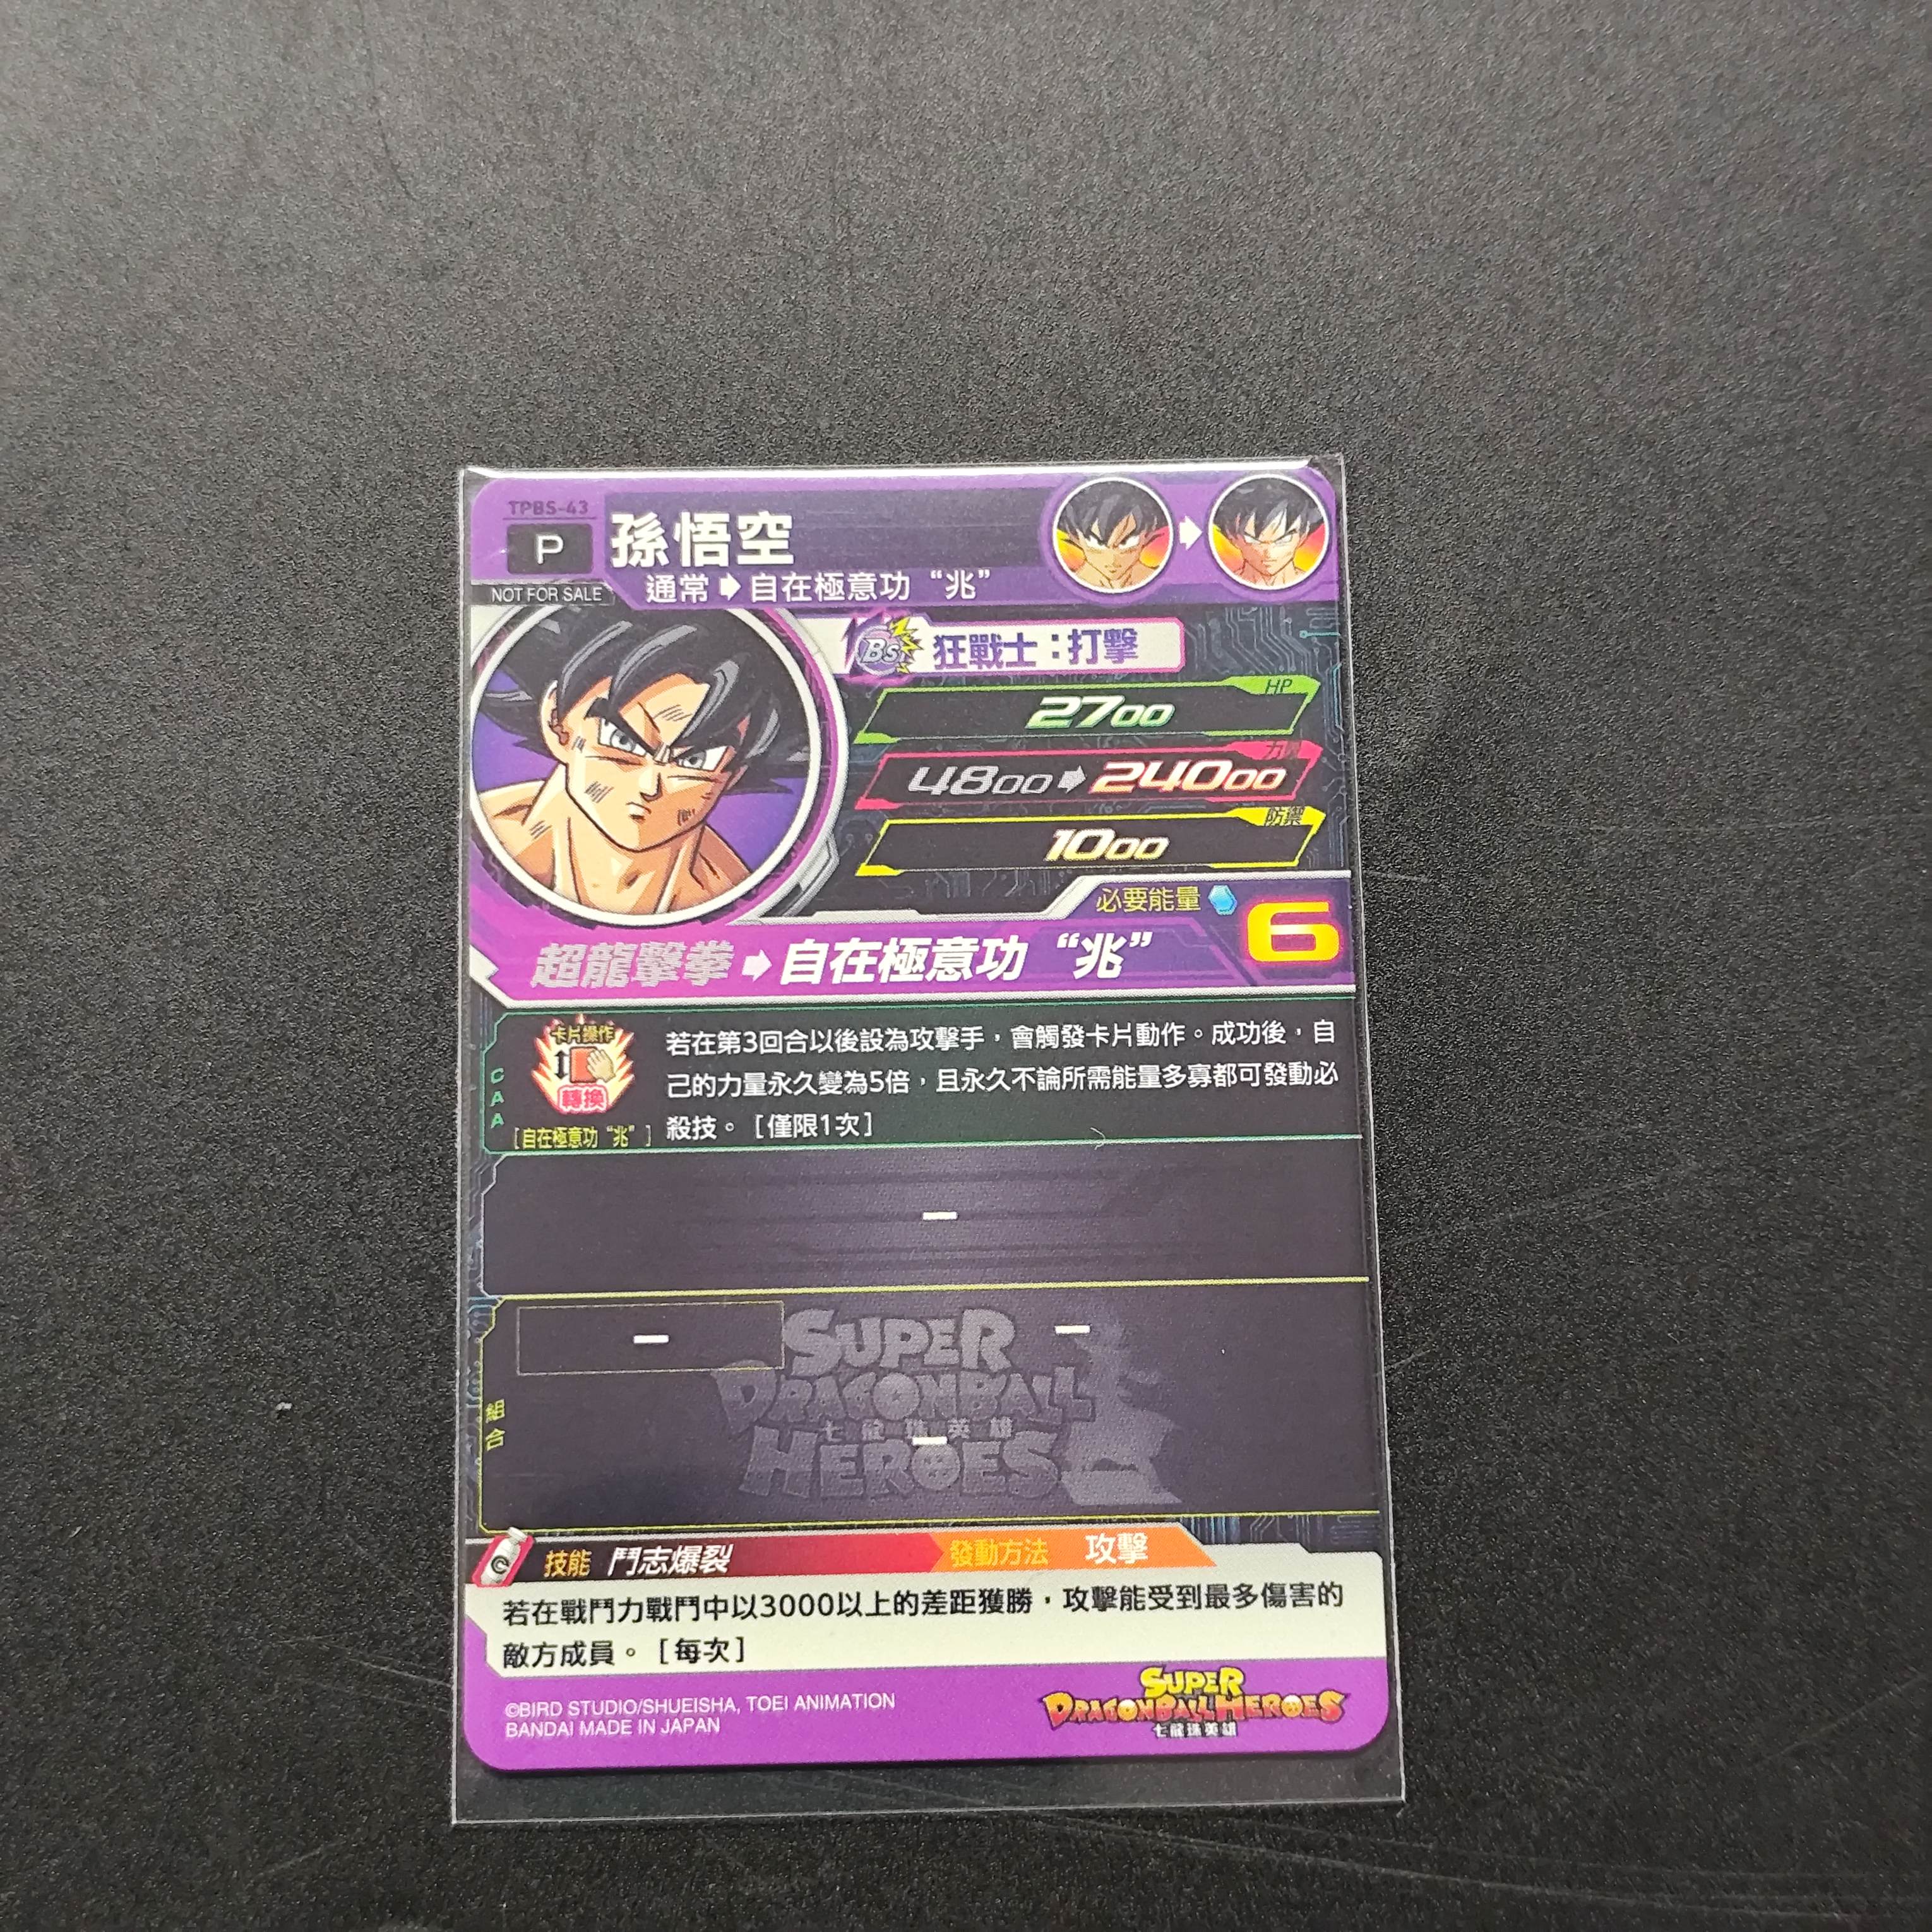 TPBS-43
P
孫悟空
NOT FOR SALE
通常➡自在極意功“兆”
Bs 狂戰士：打擊
HP
2700
力量
4800➡24000
防禦
1000
必要能量
6
超龍擊拳➡自在極意功“兆”
CAA
卡片操作
轉換
[自在極意功“兆”]
若在第3回合以後設為攻擊手，會觸發卡片動作。成功後，自
己的力量永久變為5倍，且永久不論所需能量多寡都可發動必
殺技。[僅限1次]
-
-
-
SUPER
DRAGONBALL
七龍珠英雄
HEROES
-
組合
技能 鬥志爆裂 發動方法 攻擊
若在戰鬥力戰鬥中以3000以上的差距獲勝，攻擊能受到最多傷害的
敵方成員。[每次]
©BIRD STUDIO/SHUEISHA, TOEI ANIMATION
BANDAI MADE IN JAPAN
SUPER
DRAGONBALL HEROES
七龍珠英雄